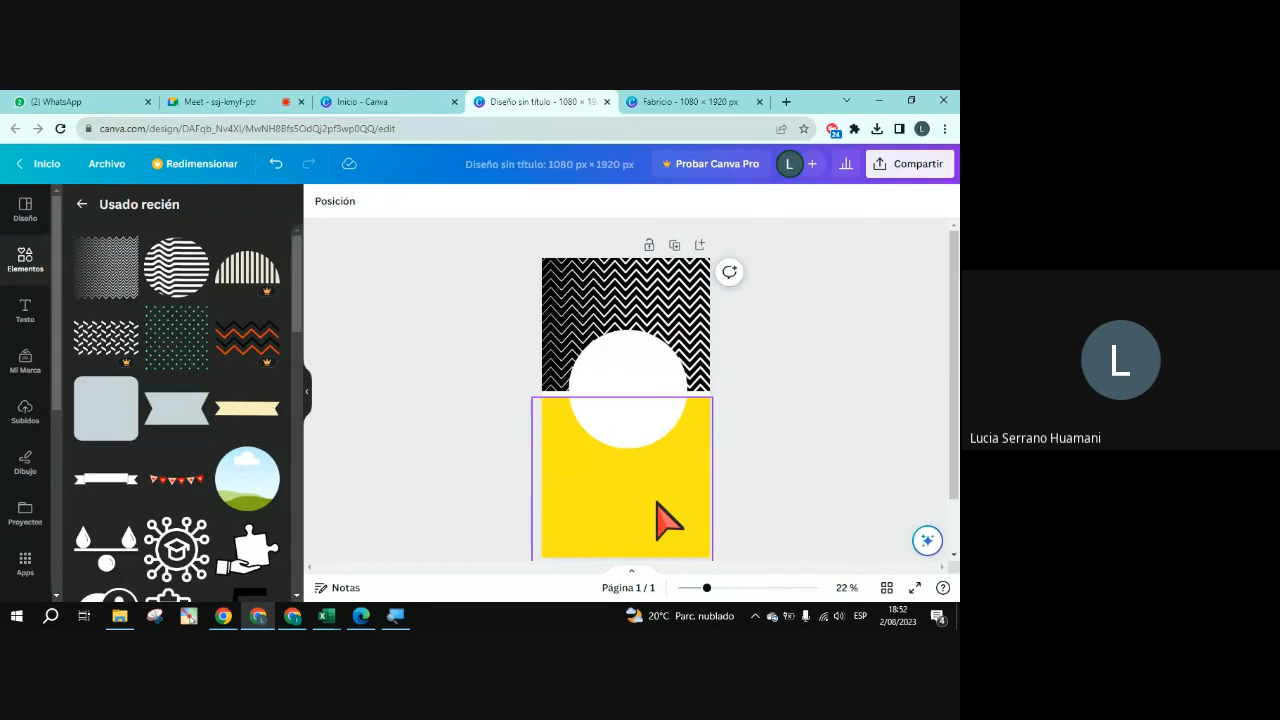 (2) WhatsApp
Meet - ssj-kmyf-ptr
Inicio - Canva
Diseño sin título - 1080 × 19
Fabricio - 1080 × 1920 px
canva.com/design/DAFqb_Nv4XI/MwNH8Bfs5OdQj2pf3wp0QQ/edit
24
L
Inicio
Archivo
Redimensionar
Diseño sin título: 1080 px × 1920 px
Probar Canva Pro
L
Compartir
Diseño
Elementos
Texto
Mi Marca
Subidos
Dibujo
Proyectos
Apps
Usado recién
Posición
Notas
Página 1 / 1
22 %
20°C Parc. nublado
ESP
18:52
2/08/2023
4
L
Lucia Serrano Huamani